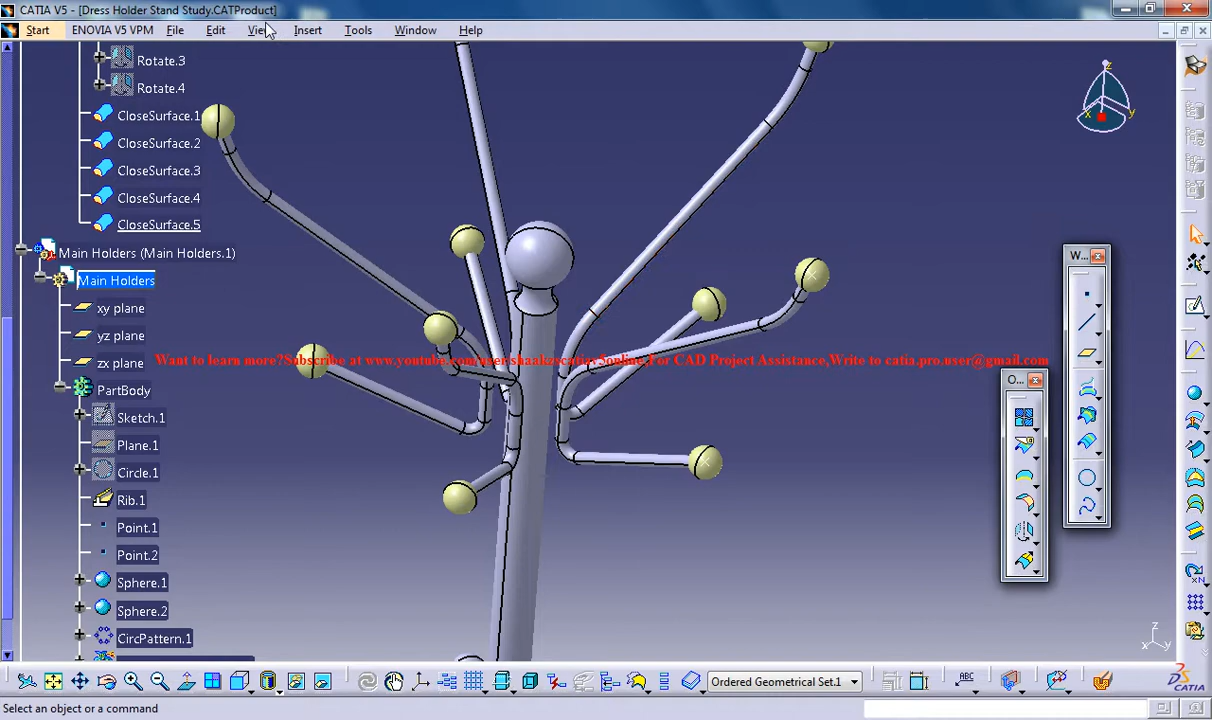 CATIA V5 - [Dress Holder Stand Study.CATProduct]
Start ENOVIA V5 VPM File Edit View Insert Tools Window Help
Rotate.3
Rotate.4
CloseSurface.1
CloseSurface.2
CloseSurface.3
CloseSurface.4
CloseSurface.5
Main Holders (Main Holders.1)
Main Holders
xy plane
yz plane
zx plane
PartBody
Sketch.1
Plane.1
Circle.1
Rib.1
Point.1
Point.2
Sphere.1
Sphere.2
CircPattern.1
Want to learn more?Subscribe at www.youtube.com/user/shaalizscatiav5online,For CAD Project Assistance,Write to catia.pro.user@gmail.com
z
x
y
W...
O...
z
x
y
Ordered Geometrical Set.1
ABC
CATIA
Select an object or a command